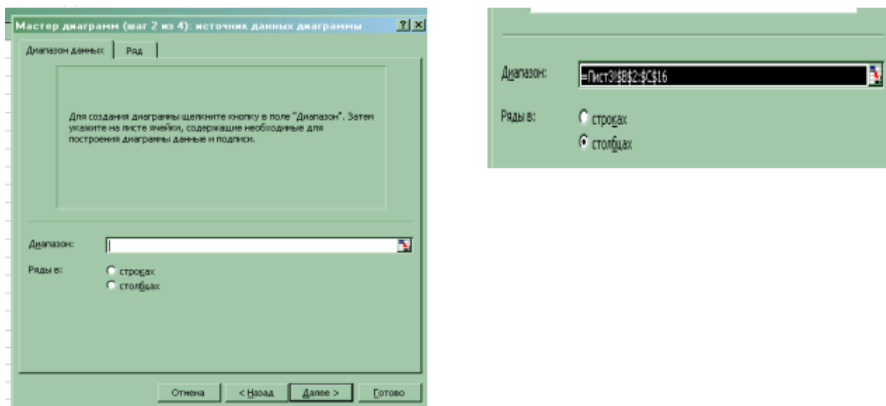 Мастер диаграмм (шаг 2 из 4): источник данных диаграммы
Диапазон данных
Ряд
Для создания диаграммы щелкните кнопку в поле "Диапазон". Затем
укажите на листе ячейки, содержащие необходимые для
построения диаграммы данные и подписи.
Диапазон:
Ряды в:
строках
столбцах
Отмена
< Назад
Далее >
Готово
Диапазон:
=Лист3!$B$2:$C$16
Ряды в:
строках
столбцах